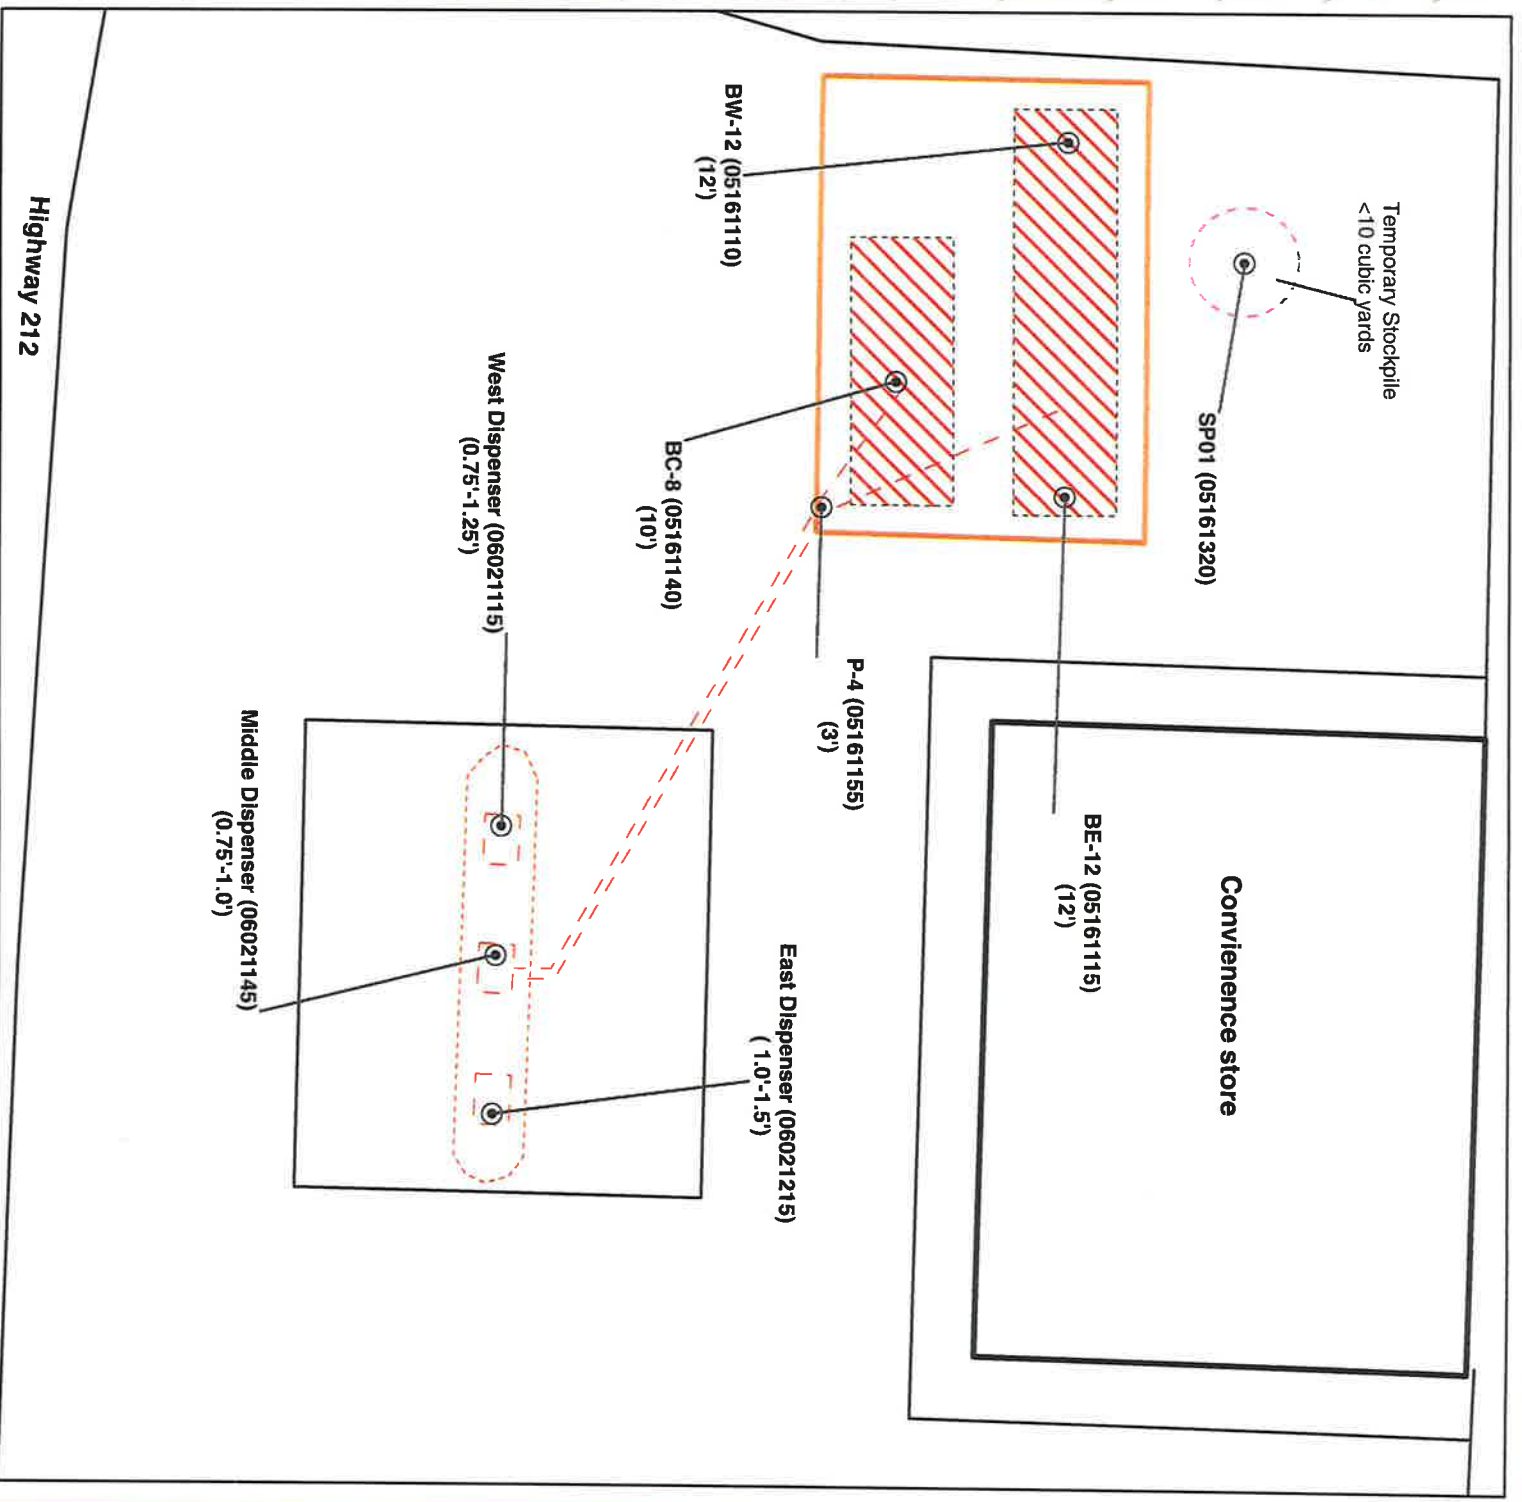 Temporary Stockpile
<10 cubic yards
SP01 (05161320)
Convienence store
BE-12 (05161115)
(12')
P-4 (05161155)
(3')
BW-12 (05161110)
(12')
BC-8 (05161140)
(10')
East Dispenser (06021215)
( 1.0'-1.5')
West Dispenser (06021115)
(0.75'-1.25')
Middle Dispenser (06021145)
(0.75'-1.0')
Highway 212